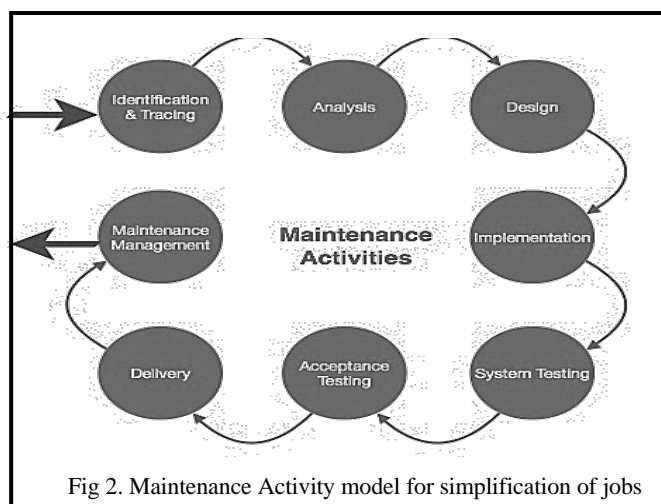 Identification
& Tracing
Analysis
Design
Maintenance
Management
Maintenance
Activities
Implementation
Delivery
Acceptance
Testing
System Testing
Fig 2. Maintenance Activity model for simplification of jobs